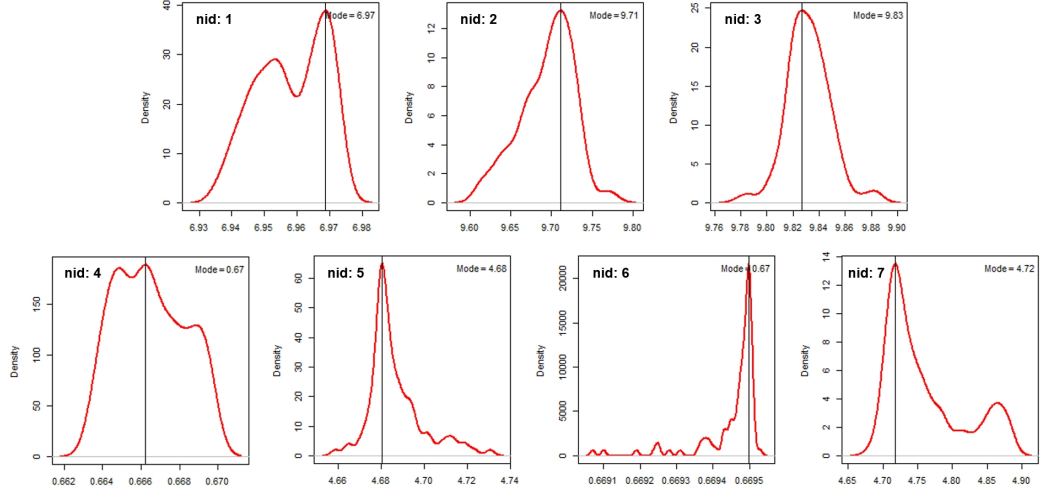 nid: 1
Mode = 6.97
Density
0
10
20
30
40
6.93 6.94 6.95 6.96 6.97 6.98
nid: 2
Mode = 9.71
Density
0
2
4
6
8
10
12
9.60 9.65 9.70 9.75 9.80
nid: 3
Mode = 9.83
Density
0
5
10
15
20
25
9.76 9.78 9.80 9.82 9.84 9.86 9.88 9.90
nid: 4
Mode = 0.67
Density
0
50
100
150
0.662 0.664 0.666 0.668 0.670
nid: 5
Mode = 4.68
Density
0
10
20
30
40
50
60
4.66 4.68 4.70 4.72 4.74
nid: 6
Mode = 0.67
Density
0
5000
10000
15000
20000
0.6691 0.6692 0.6693 0.6694 0.6695
nid: 7
Mode = 4.72
Density
0
2
4
6
8
10
12
14
4.65 4.70 4.75 4.80 4.85 4.90